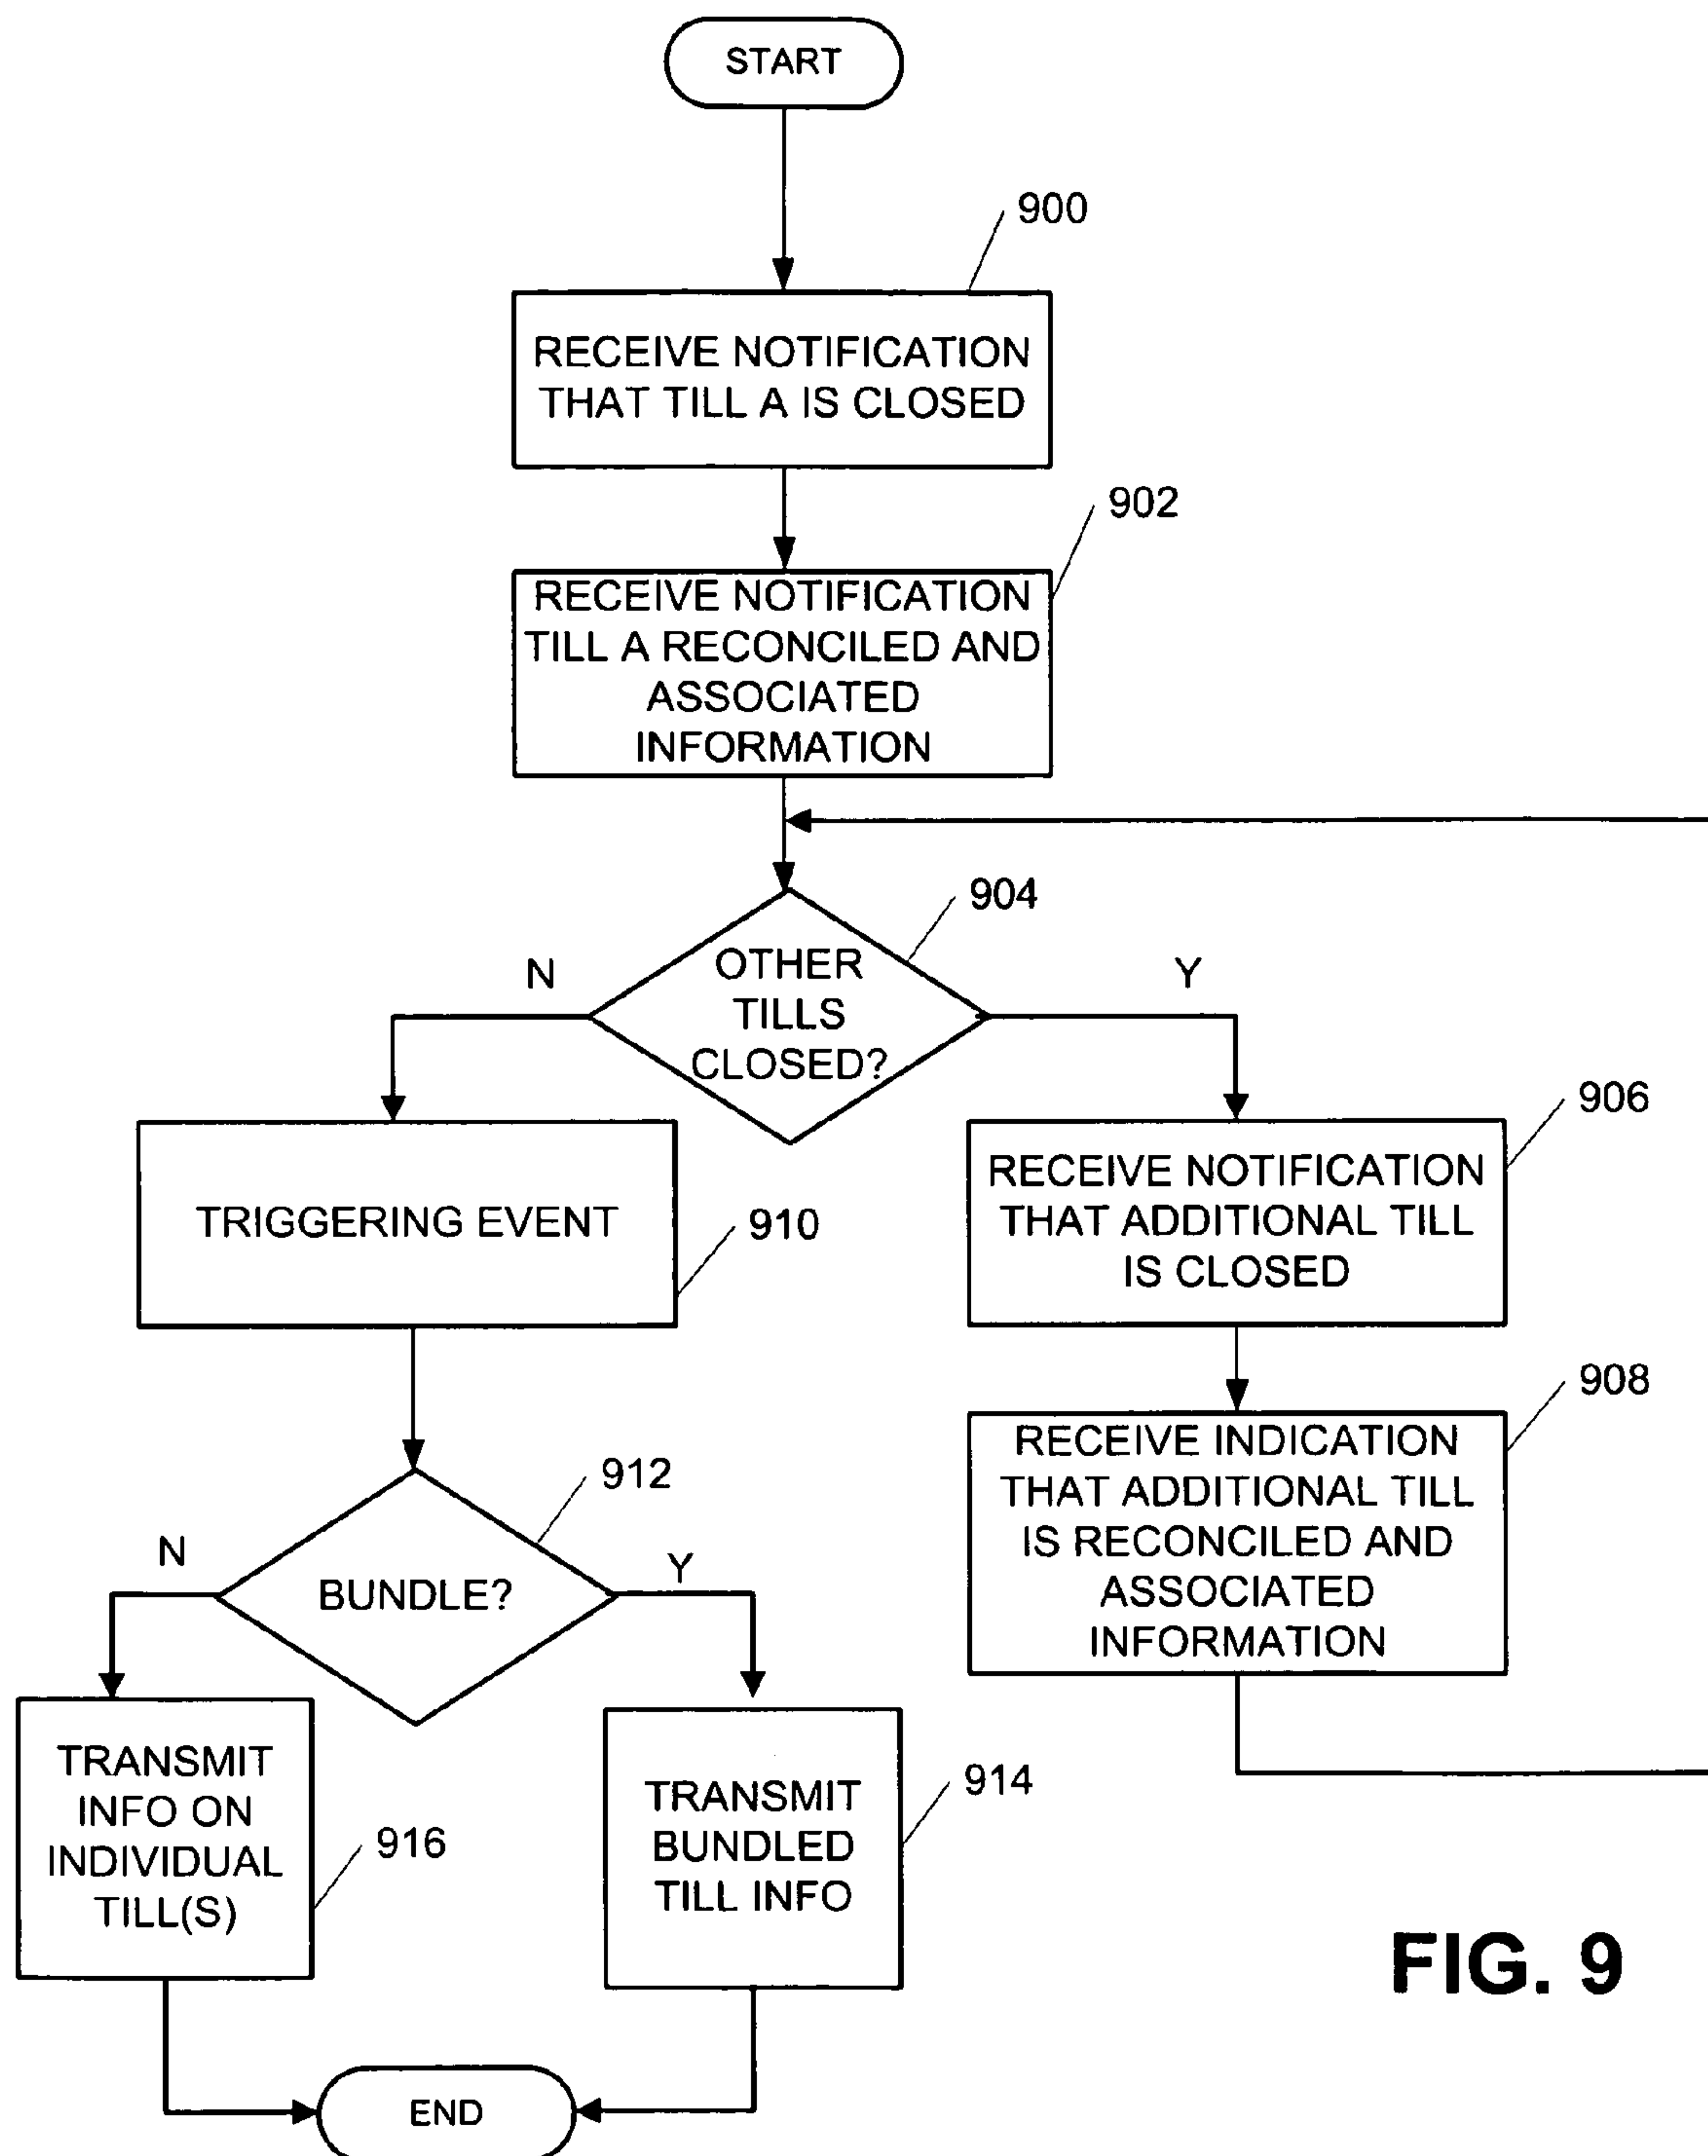 START
900
RECEIVE NOTIFICATION
THAT TILL A IS CLOSED
902
RECEIVE NOTIFICATION
TILL A RECONCILED AND
ASSOCIATED
INFORMATION
904
OTHER
TILLS
CLOSED?
N
Y
906
RECEIVE NOTIFICATION
THAT ADDITIONAL TILL
IS CLOSED
TRIGGERING EVENT
910
908
RECEIVE INDICATION
THAT ADDITIONAL TILL
IS RECONCILED AND
ASSOCIATED
INFORMATION
912
BUNDLE?
N
Y
TRANSMIT
INFO ON
INDIVIDUAL
TILL(S)
916
TRANSMIT
BUNDLED
TILL INFO
914
END
FIG. 9